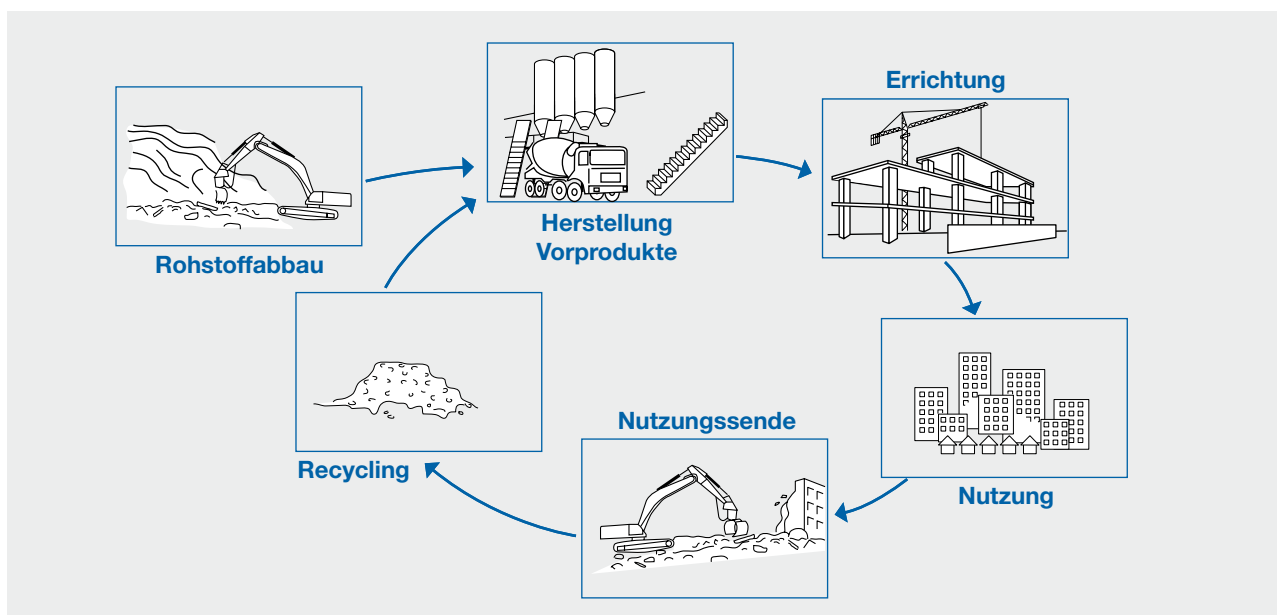 Errichtung
Herstellung
Vorprodukte
Rohstoffabbau
Nutzungssende
Recycling
Nutzung